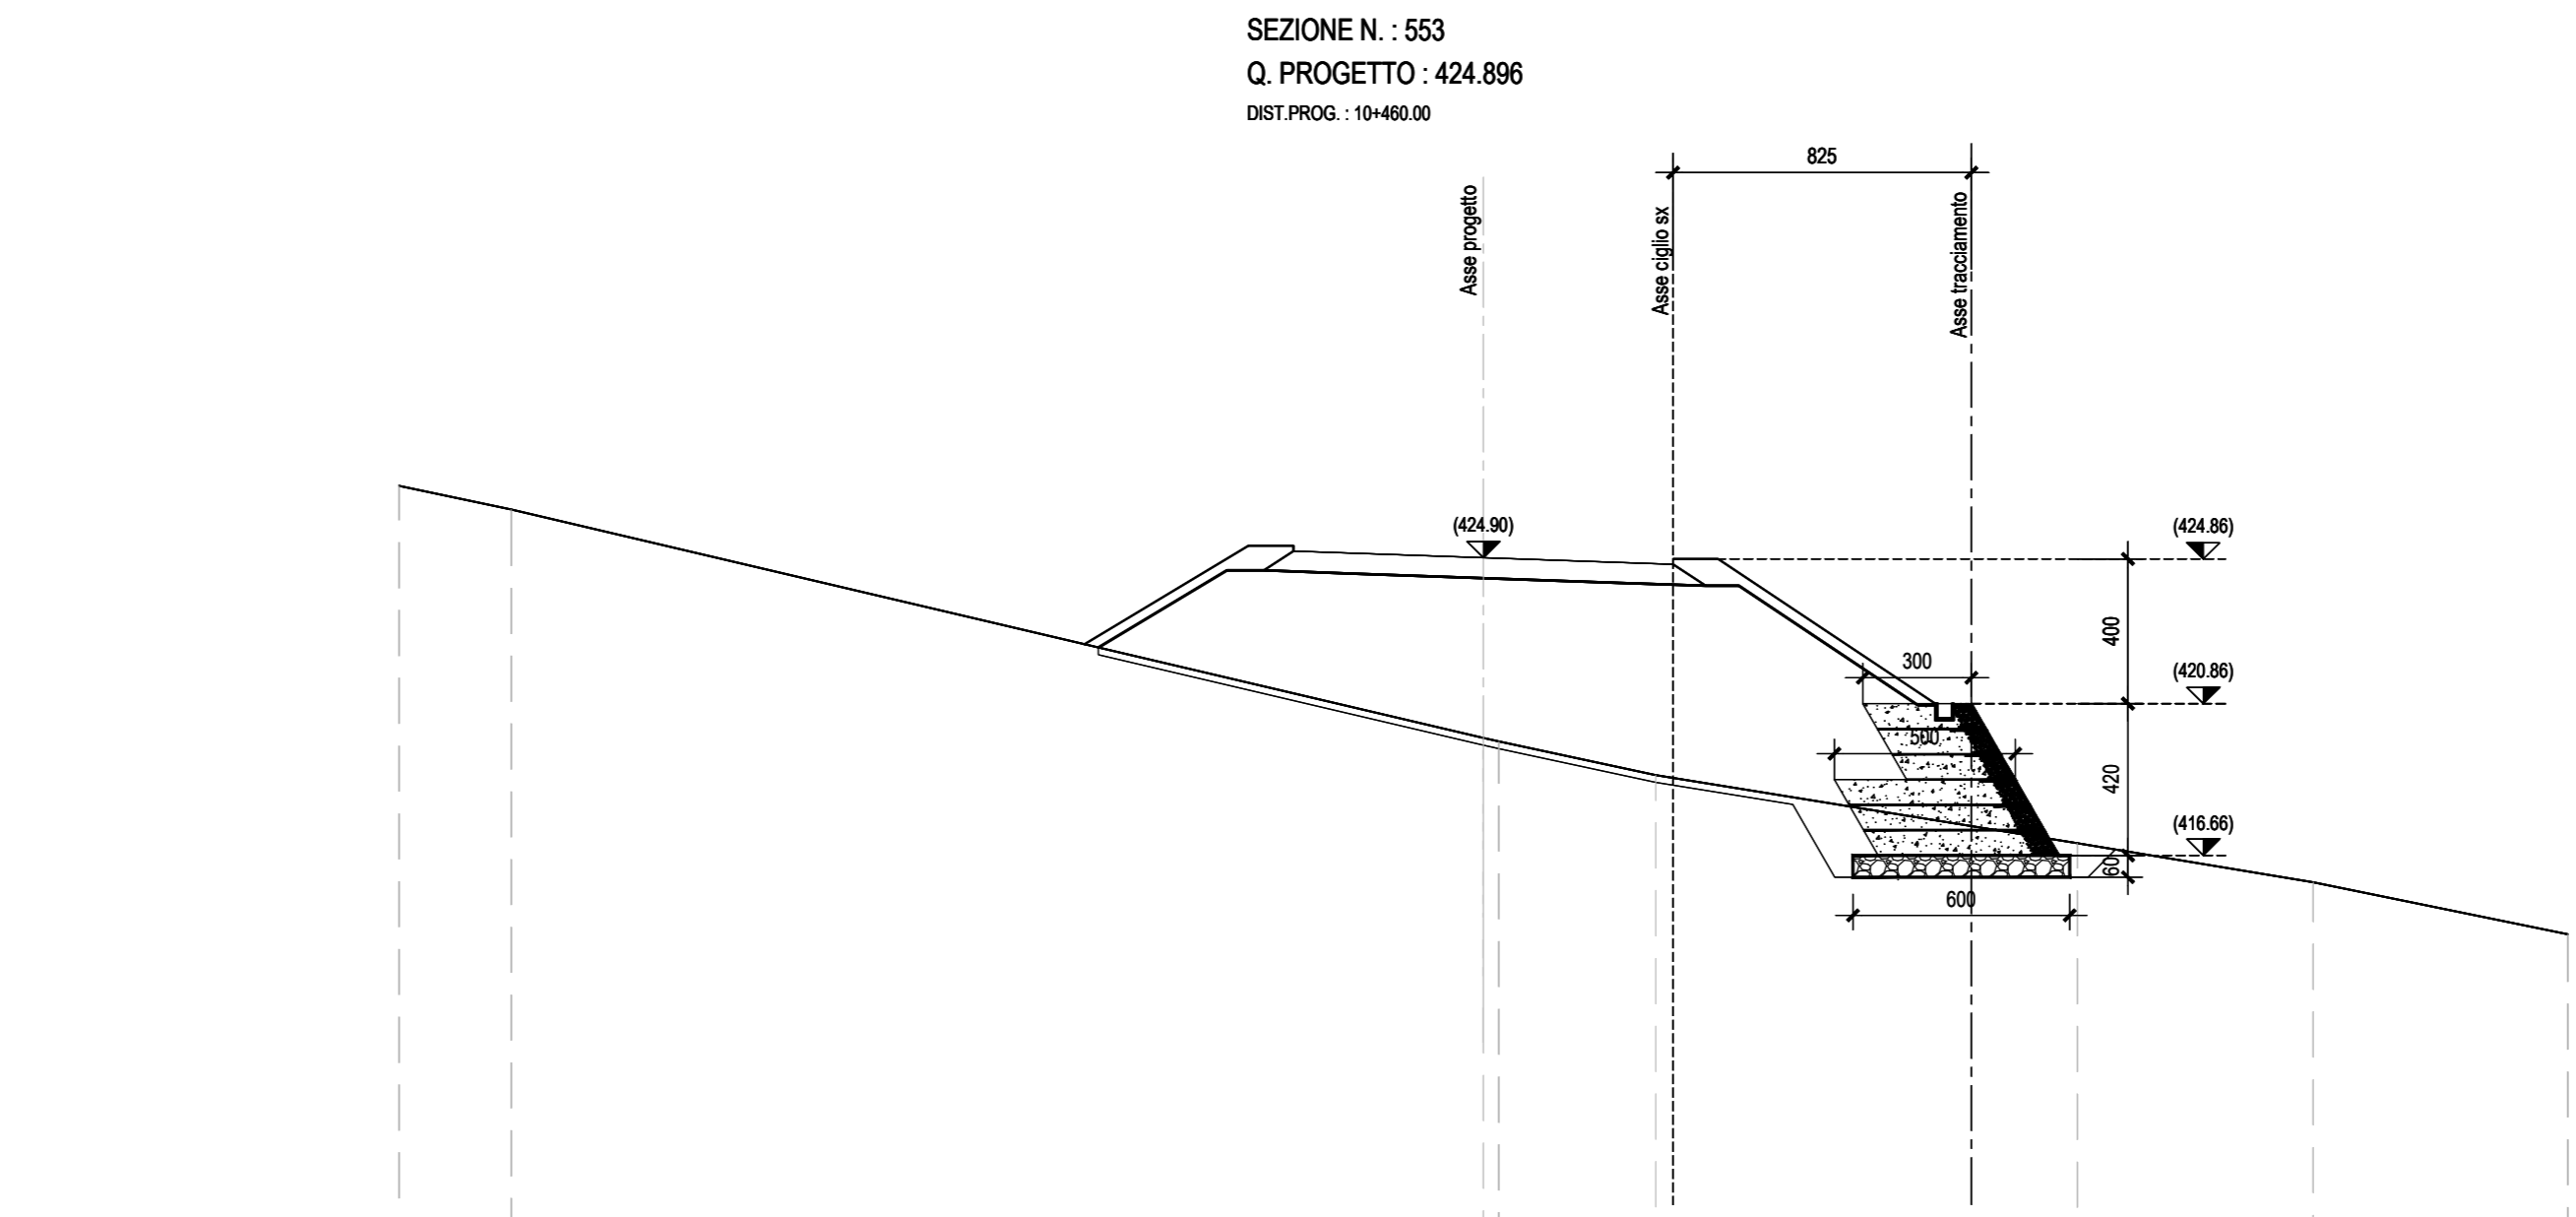 SEZIONE N. : 553
Q. PROGETTO : 424.896
DIST.PROG. : 10+460.00
825
Asse progetto
Asse ciglio sx
Asse tracciamento
(424.90)
(424.86)
400
300
(420.86)
500
420
(416.66)
60
600